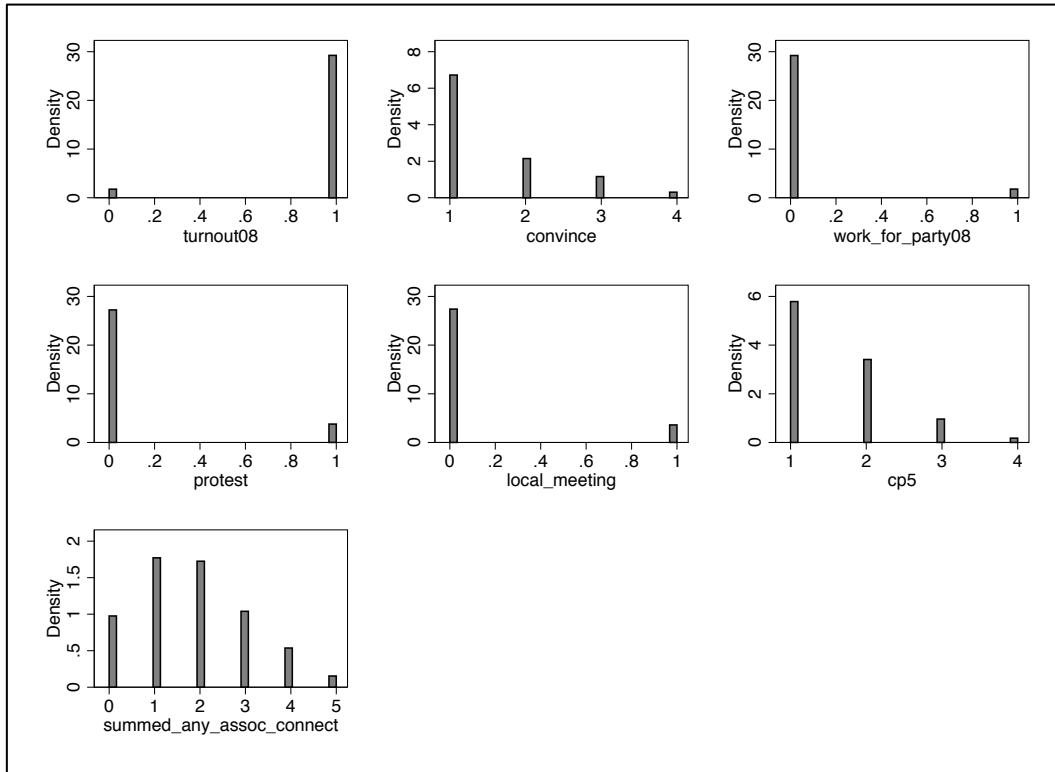 Density
30
20
10
0
0 .2 .4 .6 .8 1
turnout08
Density
8
6
4
2
0
1 2 3 4
convince
Density
30
20
10
0
0 .2 .4 .6 .8 1
work_for_party08
Density
30
20
10
0
0 .2 .4 .6 .8 1
protest
Density
30
20
10
0
0 .2 .4 .6 .8 1
local_meeting
Density
6
4
2
0
1 2 3 4
cp5
Density
2
1.5
1
.5
0
0 1 2 3 4 5
summed_any_assoc_connect